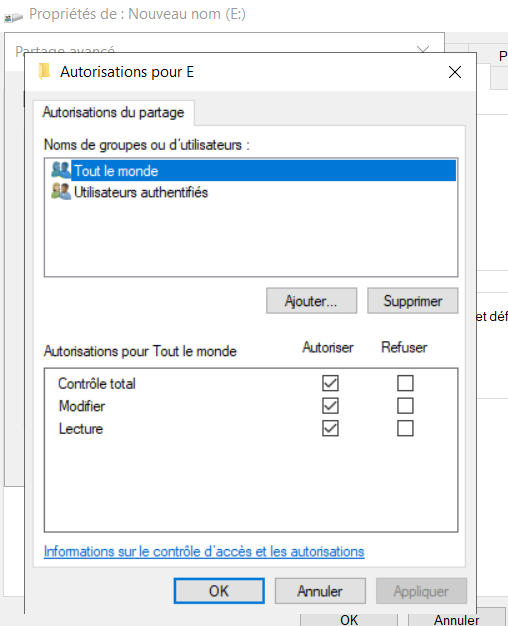 Propriétés de : Nouveau nom (E:)
Partage avancé
Autorisations pour E
Autorisations du partage
Noms de groupes ou d'utilisateurs :
Tout le monde
Utilisateurs authentifiés
Ajouter...
Supprimer
et déf
Autorisations pour Tout le monde
Autoriser
Refuser
Contrôle total
Modifier
Lecture
Informations sur le contrôle d'accès et les autorisations
OK
Annuler
Appliquer
OK
Annuler